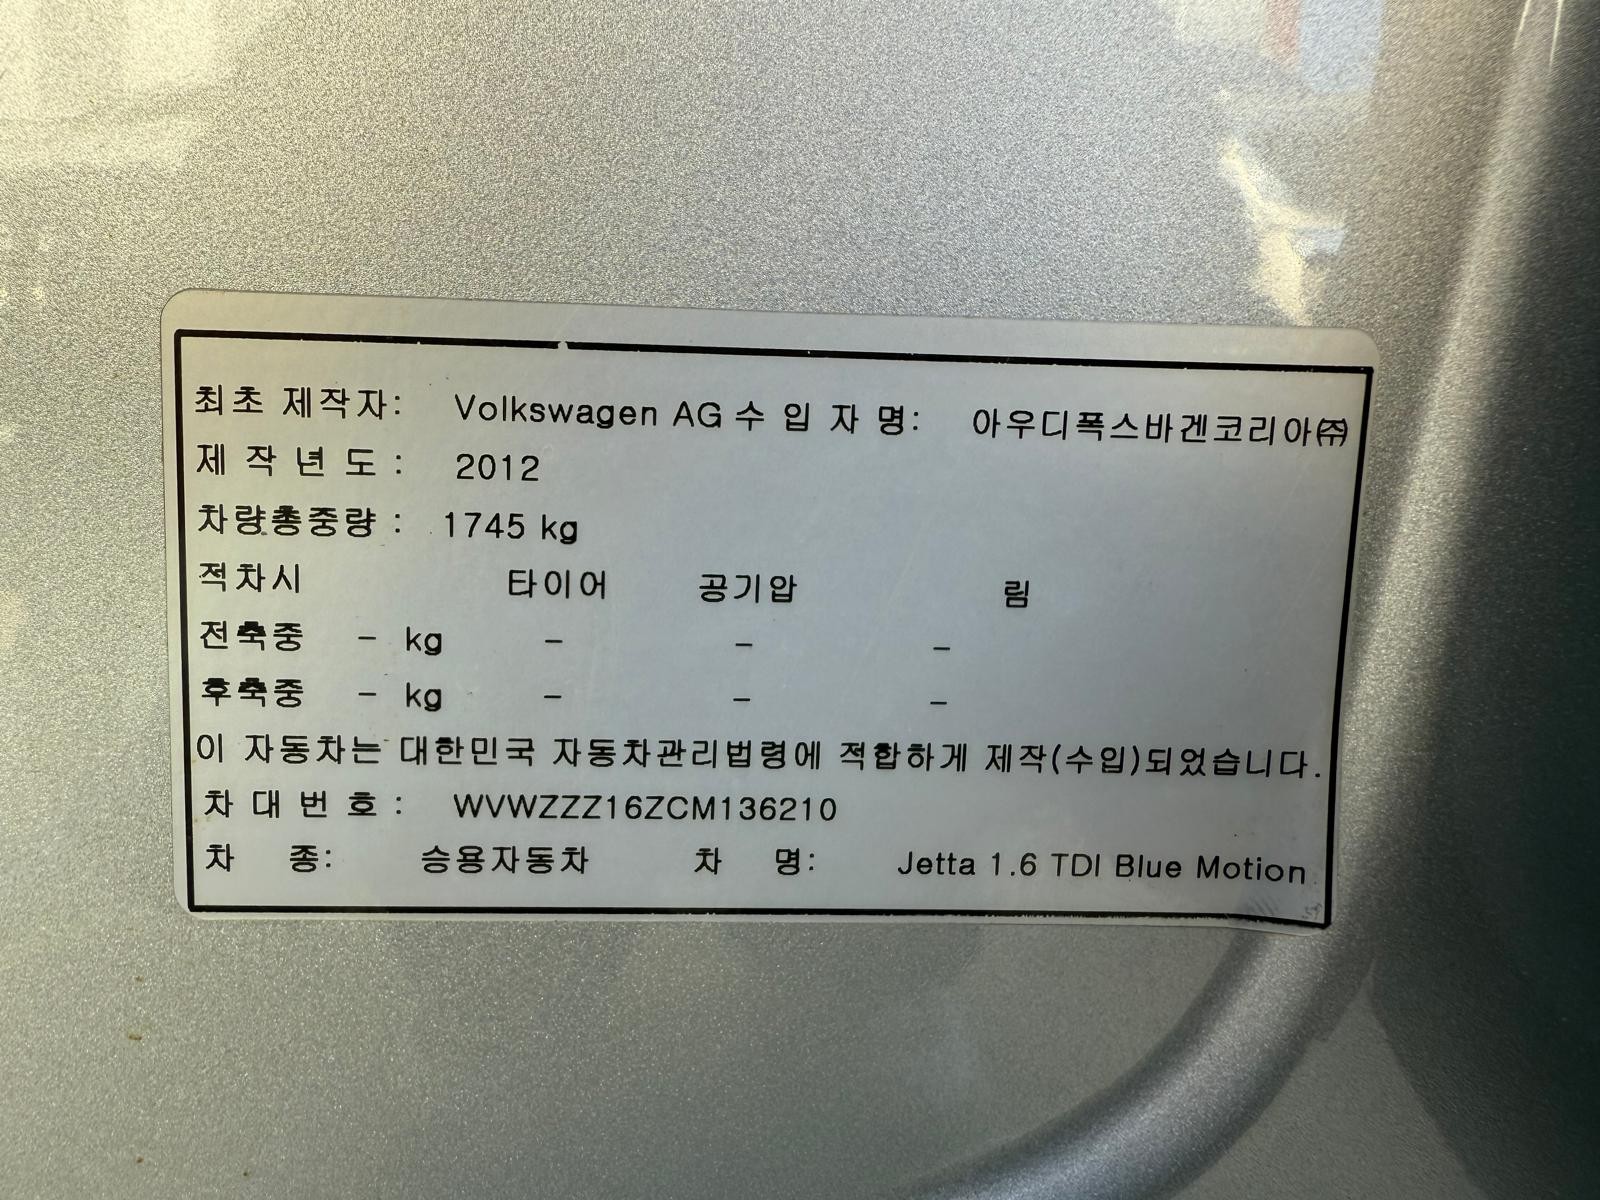 최초 제작자: Volkswagen AG 수 입 자 명: 아우디폭스바겐코리아㈜
제 작 년 도 : 2012
차량총중량 : 1745 kg
적차시 타이어 공기압 림
전축중 - kg - - -
후축중 - kg - - -
이 자동차는 대한민국 자동차관리법령에 적합하게 제작(수입)되었습니다.
차 대 번 호 : WVWZZZ16ZCM136210
차 종: 승용자동차 차 명: Jetta 1.6 TDI Blue Motion